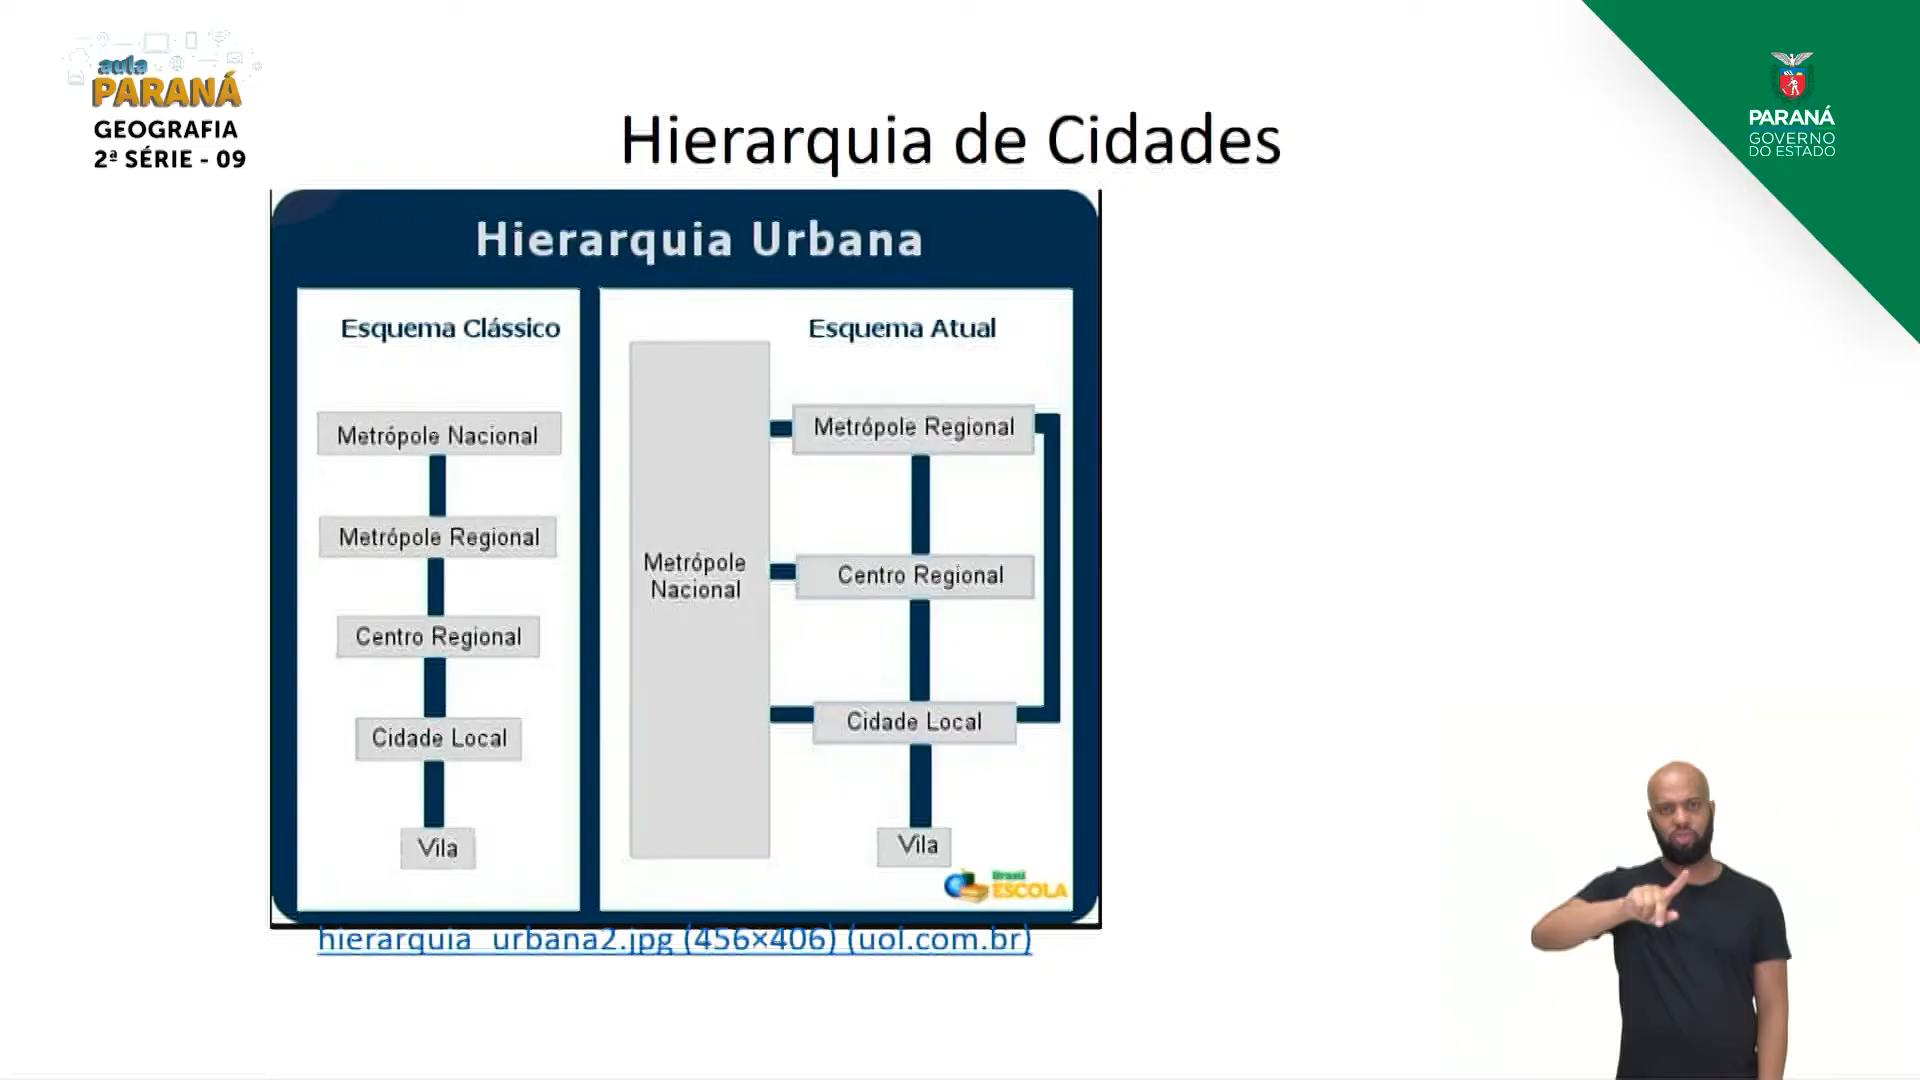 aula
PARANÁ
GEOGRAFIA
2ª SÉRIE - 09
PARANÁ
GOVERNO
DO ESTADO
Hierarquia de Cidades
Hierarquia Urbana
Esquema Clássico
Metrópole Nacional
Metrópole Regional
Centro Regional
Cidade Local
Vila
Esquema Atual
Metrópole
Nacional
Metrópole Regional
Centro Regional
Cidade Local
Vila
Brasil
ESCOLA
hierarquia_urbana2.jpg (456×406) (uol.com.br)